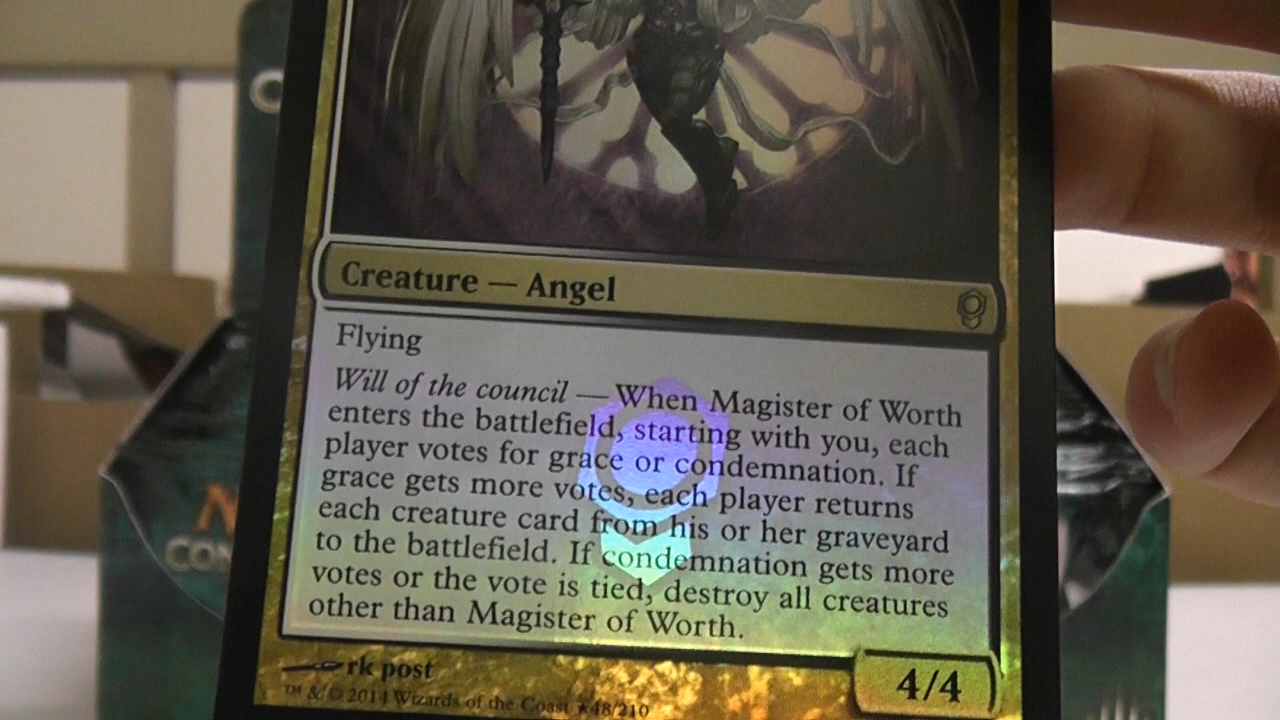 Creature — Angel
Flying
Will of the council — When Magister of Worth
enters the battlefield, starting with you, each
player votes for grace or condemnation. If
grace gets more votes, each player returns
each creature card from his or her graveyard
to the battlefield. If condemnation gets more
votes or the vote is tied, destroy all creatures
other than Magister of Worth.
rk post
4/4
™ & © 2014 Wizards of the Coast ★48/210
CON